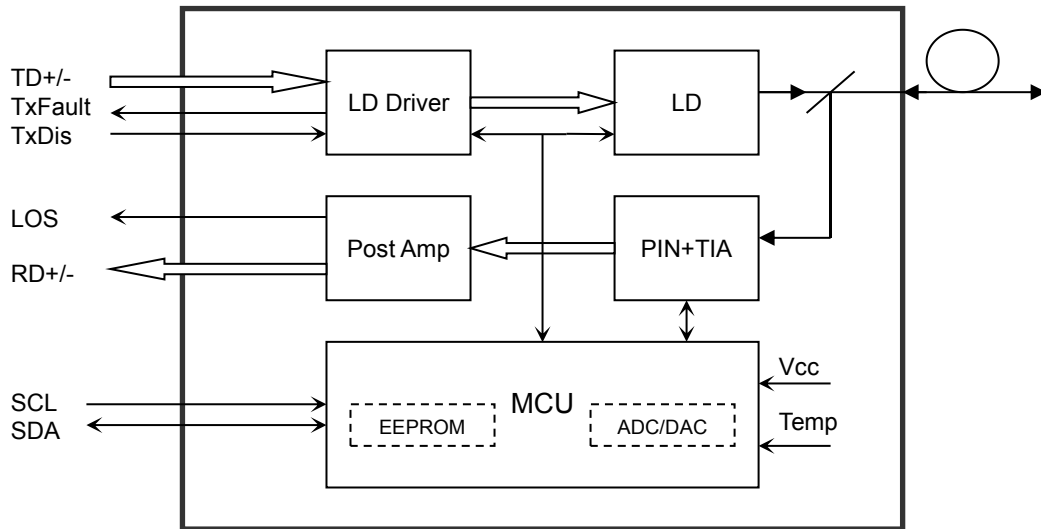 TD+/-
TxFault
TxDis
LD Driver
LD
LOS
RD+/-
Post Amp
PIN+TIA
SCL
SDA
MCU
EEPROM
ADC/DAC
Vcc
Temp